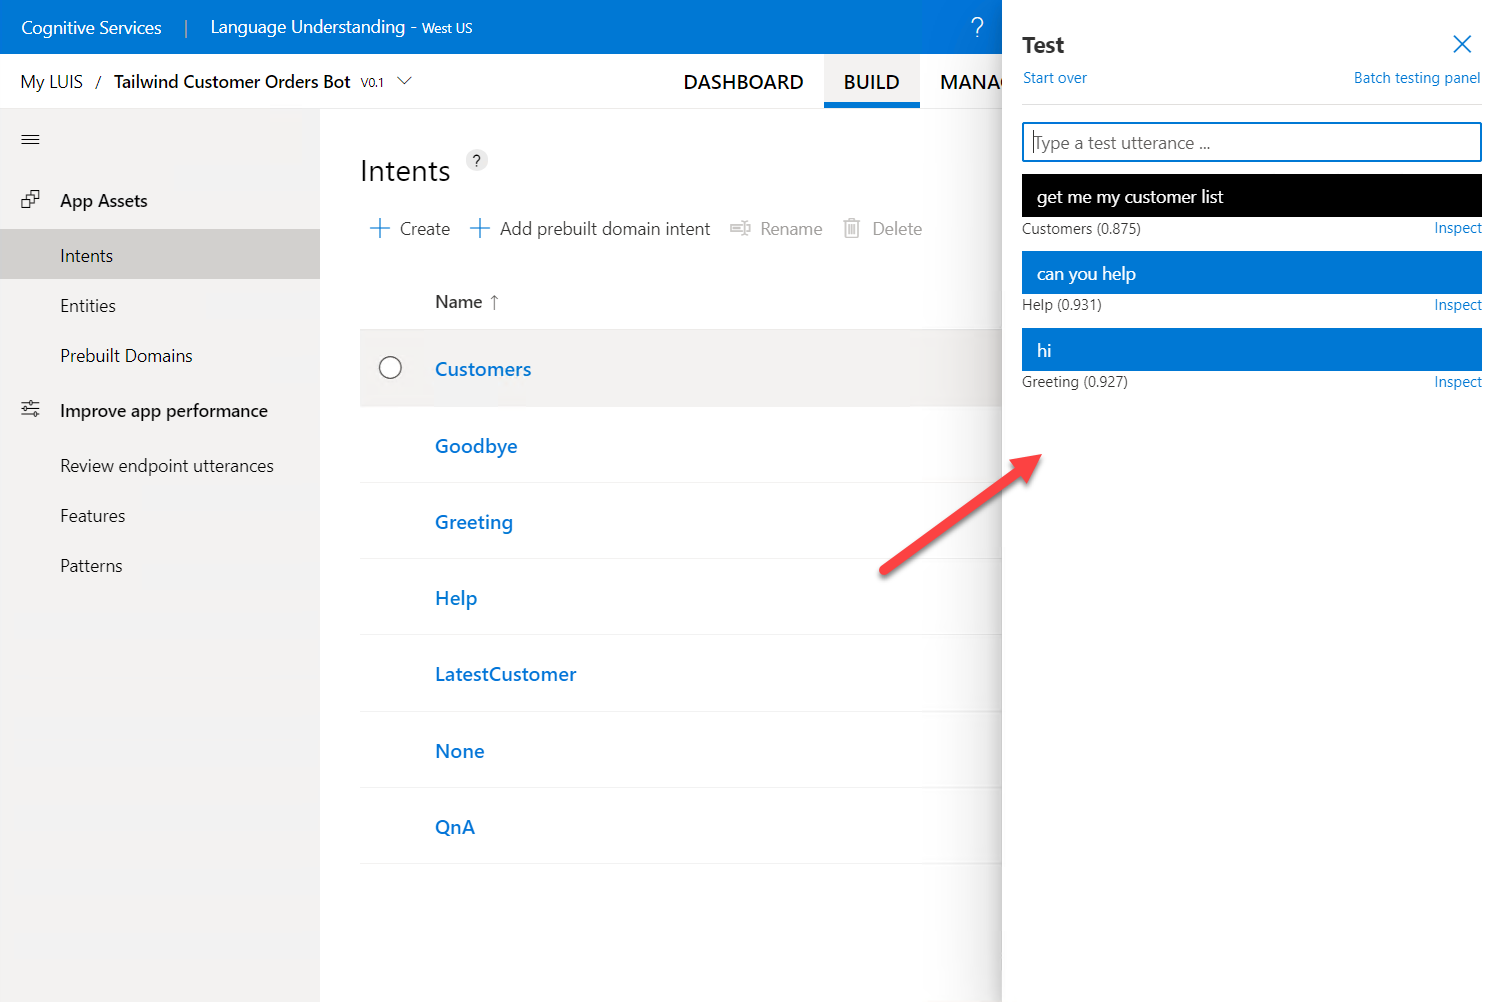 Cognitive Services | Language Understanding - West US ?
My LUIS / Tailwind Customer Orders Bot V0.1
DASHBOARD BUILD MANAG
App Assets
Intents
Entities
Prebuilt Domains
Improve app performance
Review endpoint utterances
Features
Patterns
Intents ?
Create Add prebuilt domain intent Rename Delete
Name ↑
Customers
Goodbye
Greeting
Help
LatestCustomer
None
QnA
Test
Start over Batch testing panel
Type a test utterance ...
get me my customer list
Customers (0.875) Inspect
can you help
Help (0.931) Inspect
hi
Greeting (0.927) Inspect